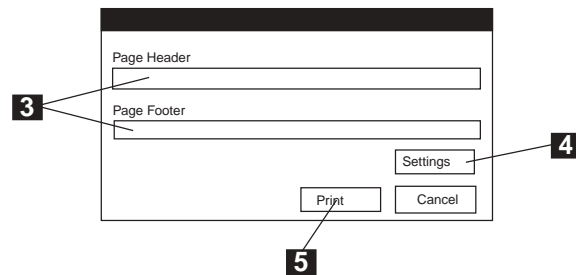 Page Header
3
Page Footer
Settings
4
Print
Cancel
5